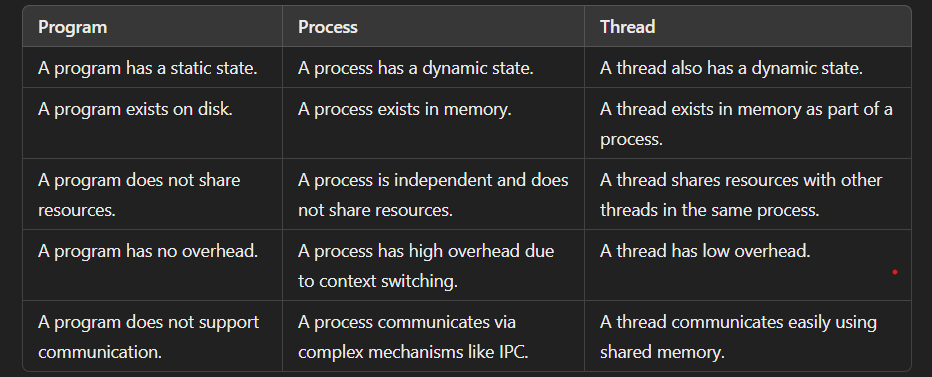 Program Process Thread
A program has a static state. A process has a dynamic state. A thread also has a dynamic state.
A program exists on disk. A process exists in memory. A thread exists in memory as part of a
process.
A program does not share A process is independent and does A thread shares resources with other
resources. not share resources. threads in the same process.
A program has no overhead. A process has high overhead due A thread has low overhead.
to context switching.
A program does not support A process communicates via A thread communicates easily using
communication. complex mechanisms like IPC. shared memory.